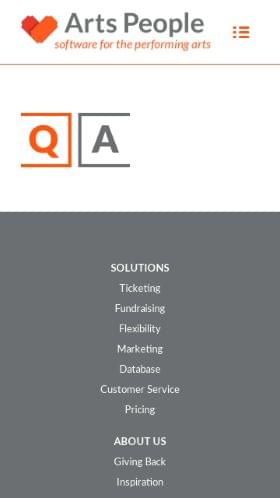 Arts People
software for the performing arts
Q A
SOLUTIONS
Ticketing
Fundraising
Flexibility
Marketing
Database
Customer Service
Pricing
ABOUT US
Giving Back
Inspiration